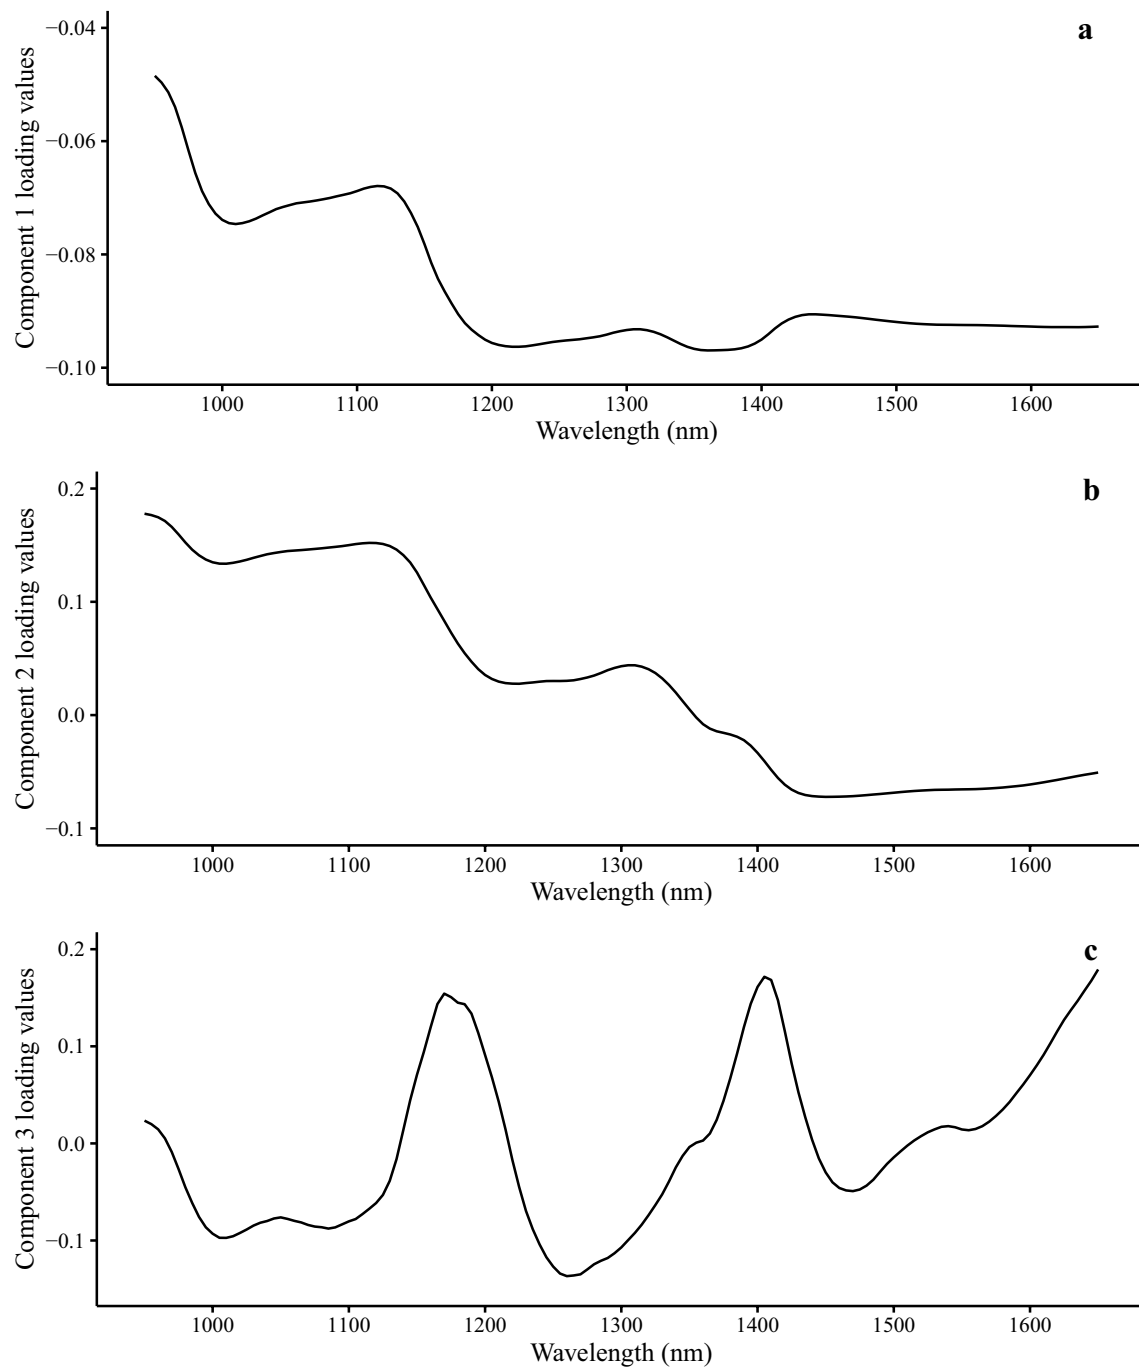 a
Component 1 loading values
−0.04
−0.06
−0.08
−0.10
1000 1100 1200 1300 1400 1500 1600
Wavelength (nm)
b
Component 2 loading values
0.2
0.1
0.0
−0.1
1000 1100 1200 1300 1400 1500 1600
Wavelength (nm)
c
Component 3 loading values
0.2
0.1
0.0
−0.1
1000 1100 1200 1300 1400 1500 1600
Wavelength (nm)